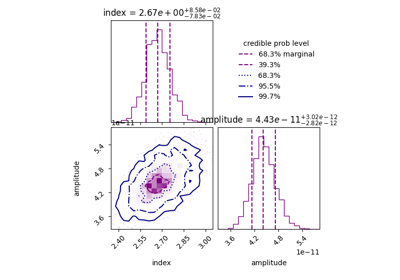 index = 2.67e+00+8.58e−02−7.83e−02
credible prob level
68.3% marginal
39.3%
68.3%
95.5%
99.7%
1e−11
amplitude = 4.43e−11+3.02e−12−2.82e−12
5.4
4.8
4.2
3.6
amplitude
2.40
2.55
2.70
2.85
3.00
index
3.6
4.2
4.8
5.4
1e−11
amplitude